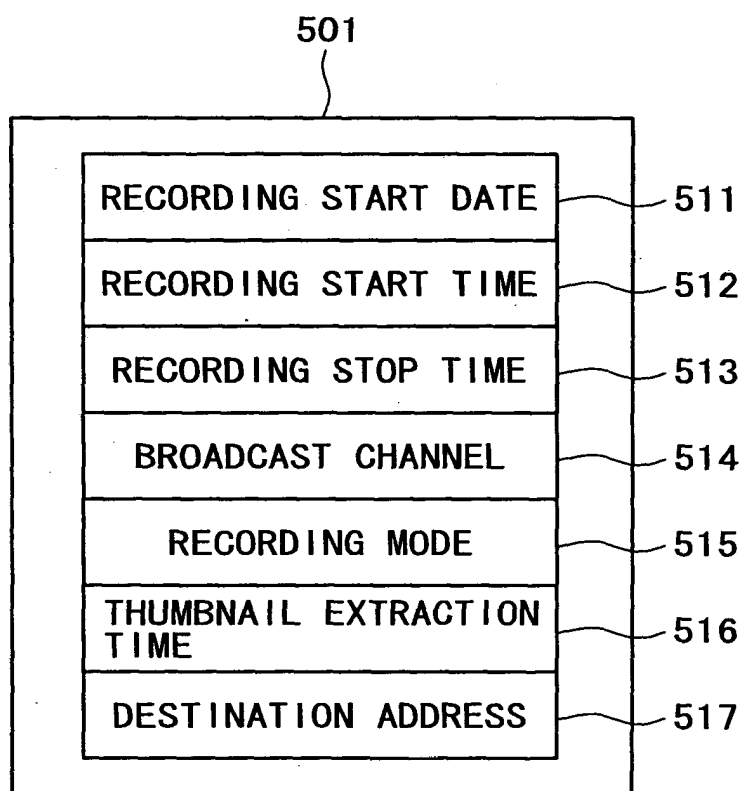 501
RECORDING START DATE 511
RECORDING START TIME 512
RECORDING STOP TIME 513
BROADCAST CHANNEL 514
RECORDING MODE 515
THUMBNAIL EXTRACTION
TIME 516
DESTINATION ADDRESS 517